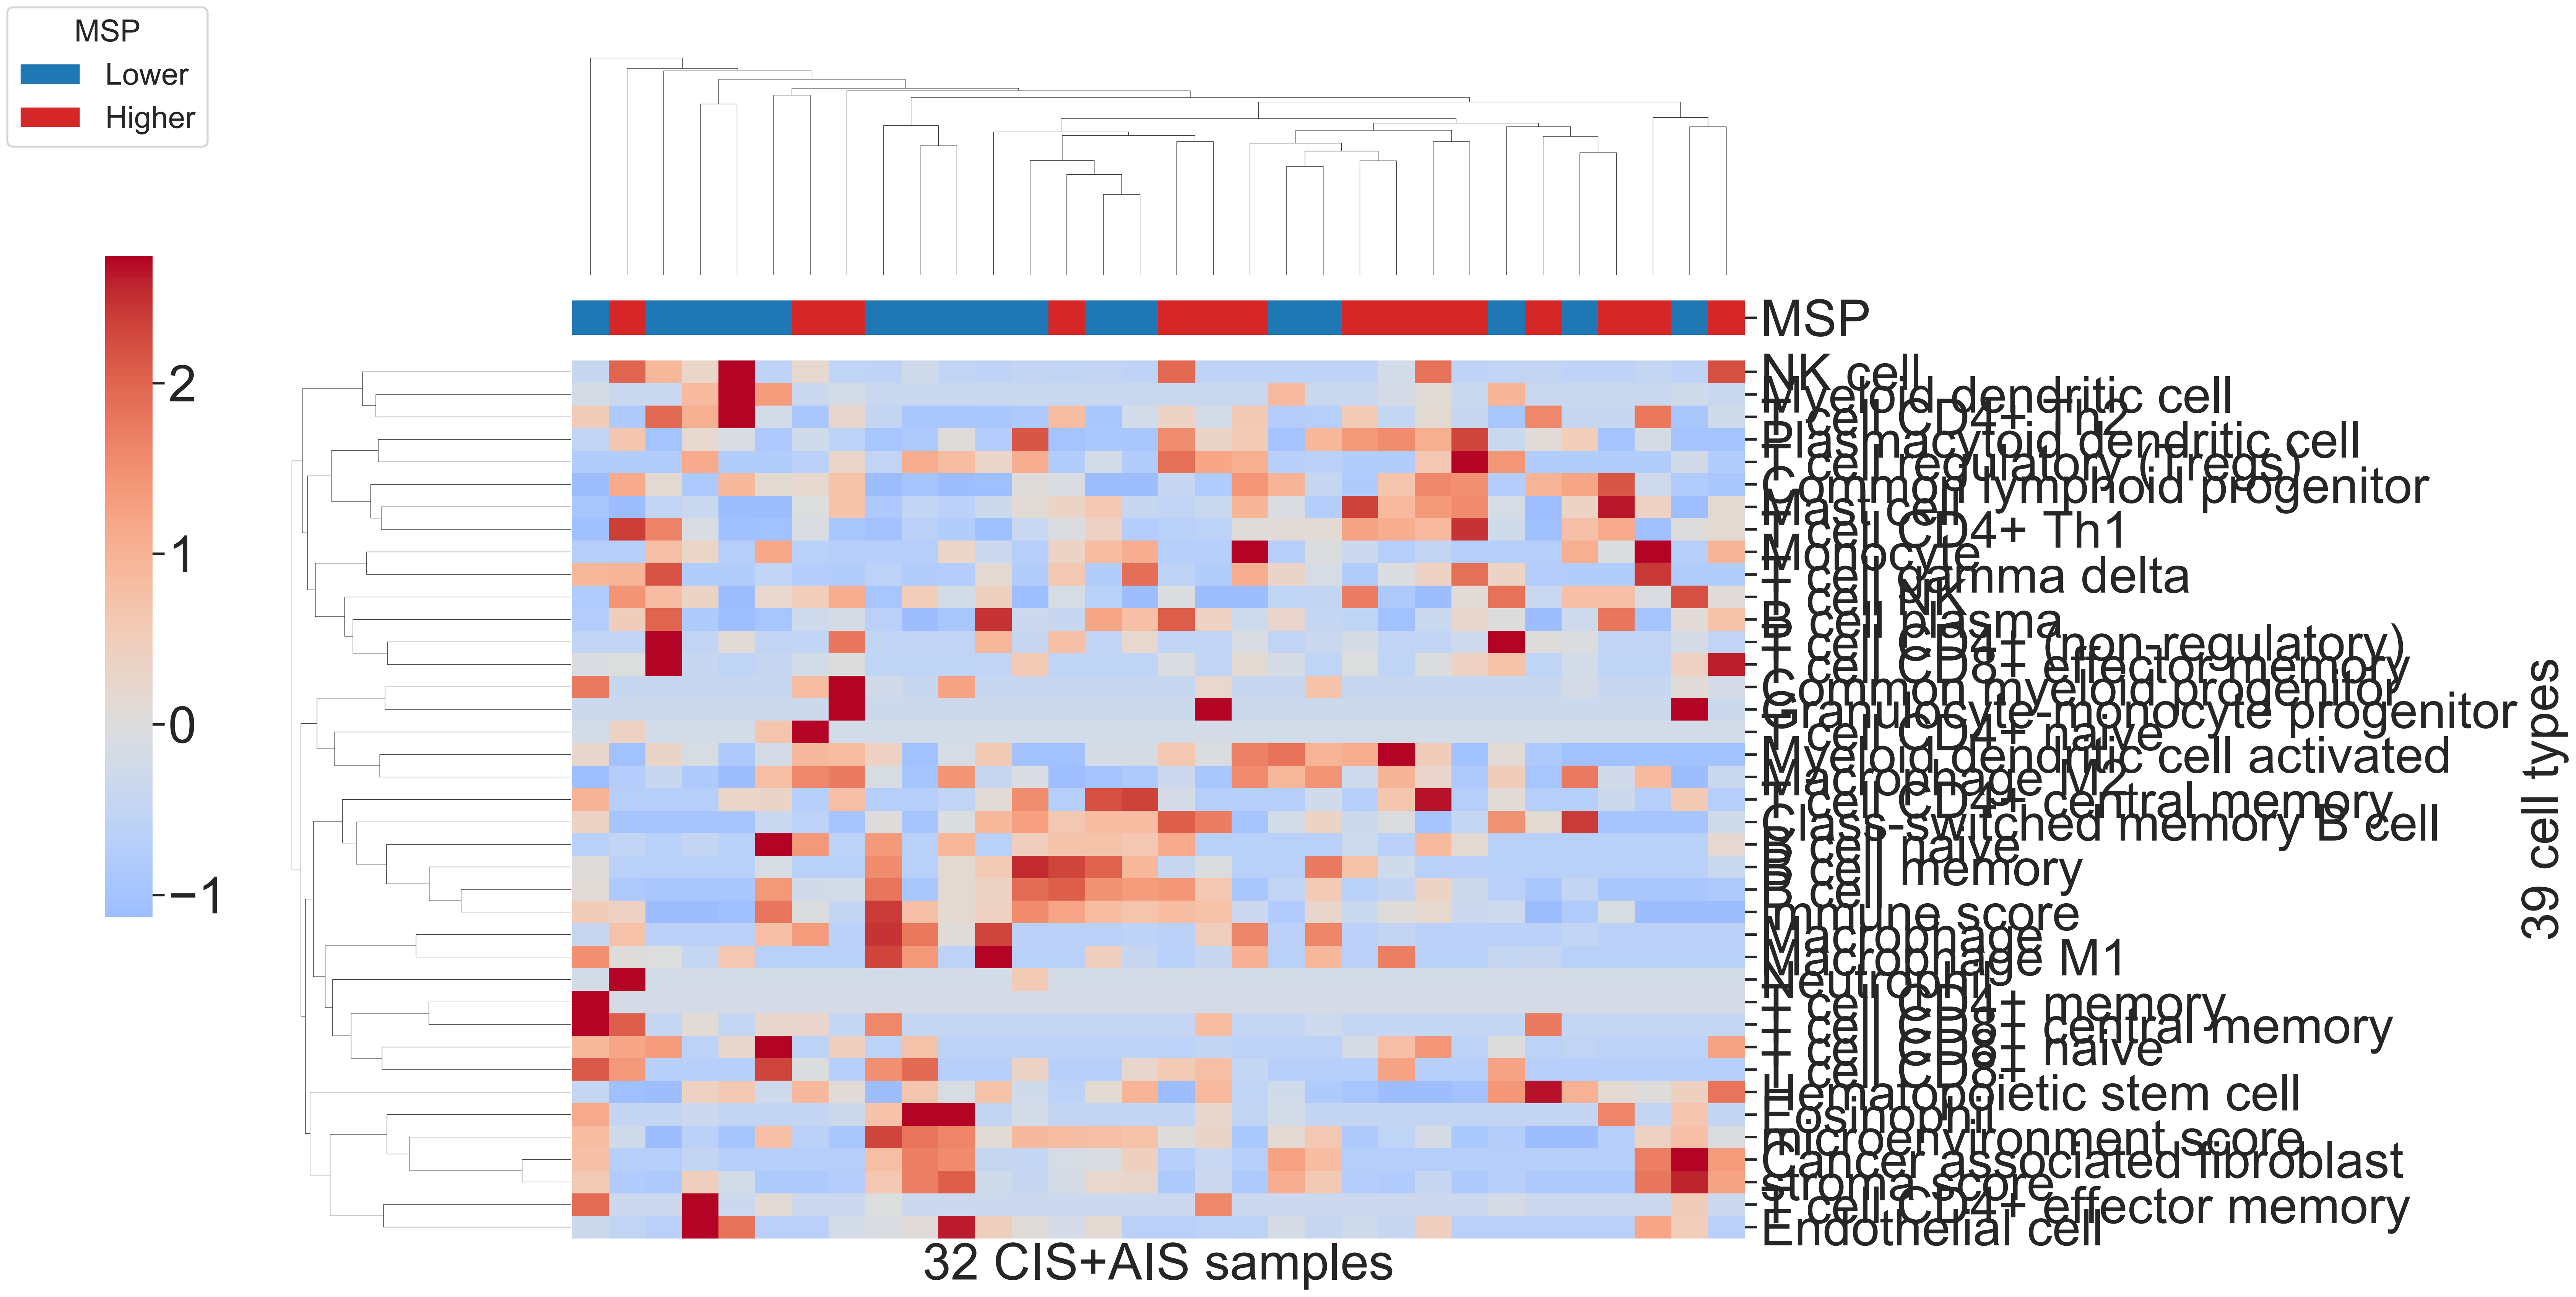 MSP
Lower
Higher
2
1
0
−1
MSP
NK cell
Myeloid dendritic cell
T cell CD4+ Th2
Plasmacytoid dendritic cell
T cell regulatory (Tregs)
Common lymphoid progenitor
Mast cell
T cell CD4+ Th1
Monocyte
T cell gamma delta
T cell NK
B cell plasma
T cell CD4+ (non-regulatory)
T cell CD8+ effector memory
Common myeloid progenitor
Granulocyte-monocyte progenitor
T cell CD4+ naive
Myeloid dendritic cell activated
Macrophage M2
T cell CD4+ central memory
Class-switched memory B cell
B cell naive
B cell memory
B cell
immune score
Macrophage
Macrophage M1
Neutrophil
T cell CD4+ memory
T cell CD8+ central memory
T cell CD8+ naive
T cell CD8+
Hematopoietic stem cell
Eosinophil
microenvironment score
Cancer associated fibroblast
stroma score
T cell CD4+ effector memory
Endothelial cell
39 cell types
32 CIS+AIS samples